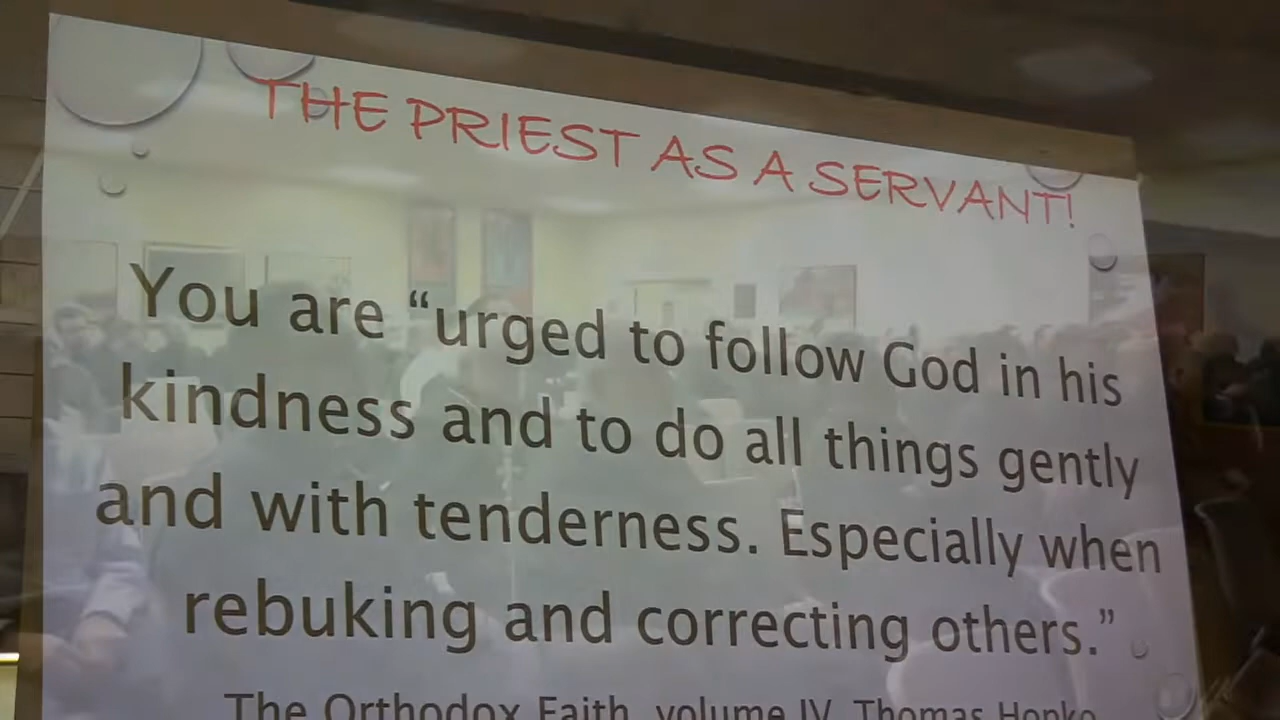 THE PRIEST AS A SERVANT!
You are “urged to follow God in his
kindness and to do all things gently
and with tenderness. Especially when
rebuking and correcting others.”
The Orthodox Faith, volume IV, Thomas Hopko